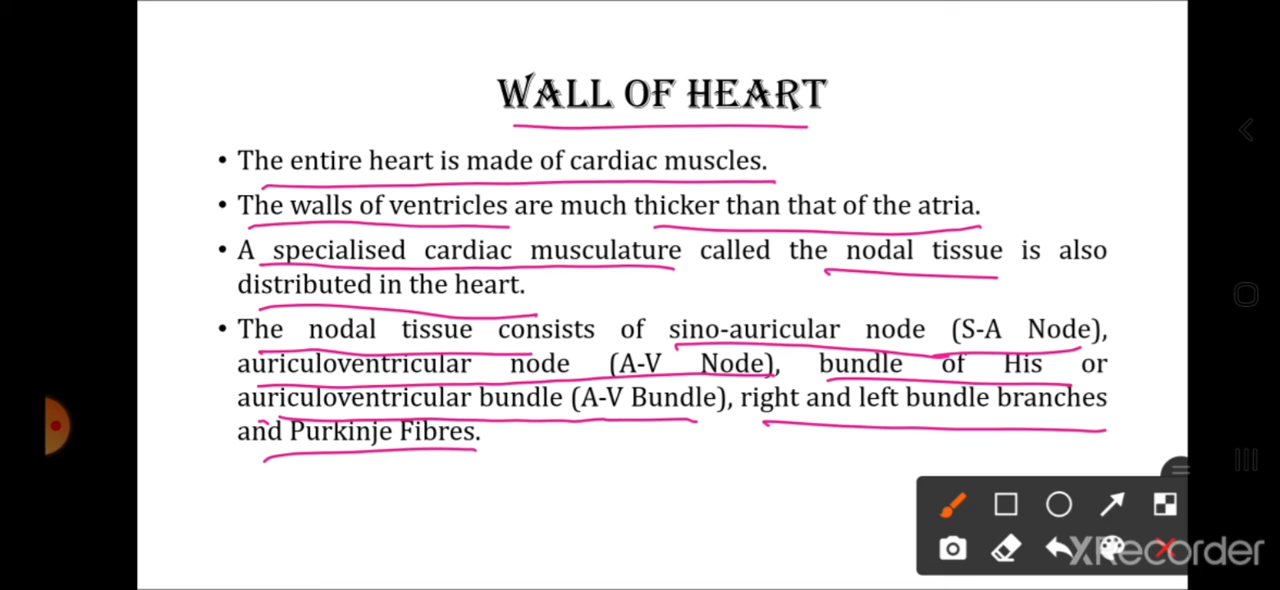 WALL OF HEART
• The entire heart is made of cardiac muscles.
• The walls of ventricles are much thicker than that of the atria.
• A specialised cardiac musculature called the nodal tissue is also
distributed in the heart.
• The nodal tissue consists of sino-auricular node (S-A Node),
auriculoventricular node (A-V Node), bundle of His or
auriculoventricular bundle (A-V Bundle), right and left bundle branches
and Purkinje Fibres.
XRecorder